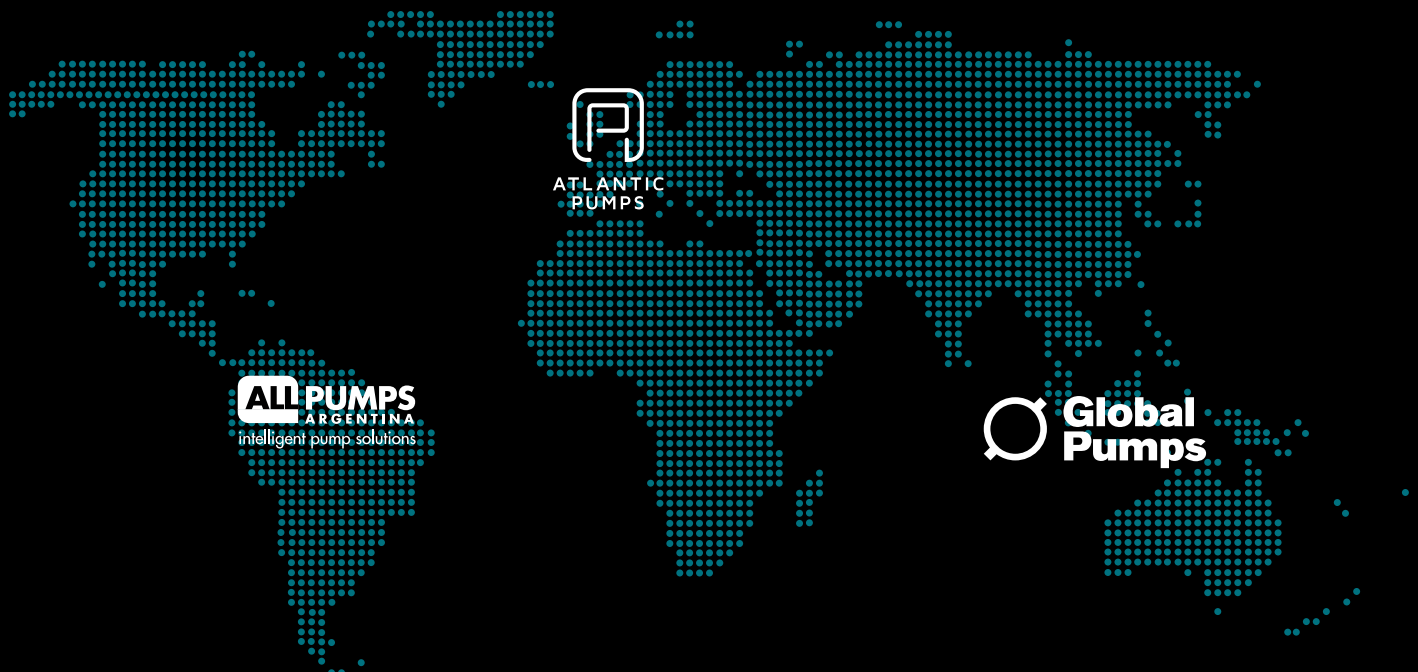 ATLANTIC
PUMPS
ALL PUMPS
ARGENTINA
intelligent pump solutions
Global
Pumps